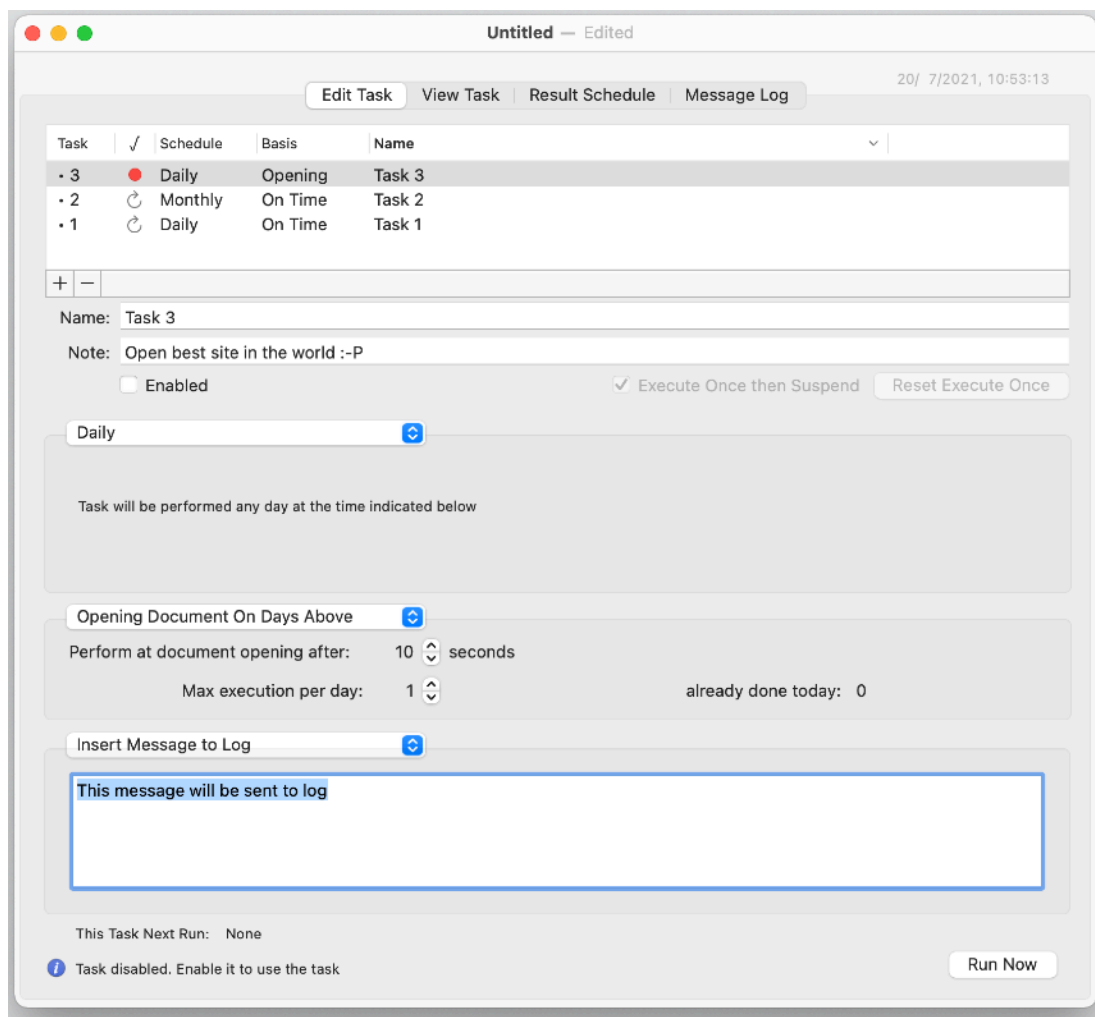 Untitled — Edited
20/ 7/2021, 10:53:13
Edit Task View Task Result Schedule Message Log
Task √ Schedule Basis Name
• 3 Daily Opening Task 3
• 2 Monthly On Time Task 2
• 1 Daily On Time Task 1
+ −
Name: Task 3
Note: Open best site in the world :-P
Enabled Execute Once then Suspend Reset Execute Once
Daily
Task will be performed any day at the time indicated below
Opening Document On Days Above
Perform at document opening after: 10 seconds
Max execution per day: 1 already done today: 0
Insert Message to Log
This message will be sent to log
This Task Next Run: None
i Task disabled. Enable it to use the task
Run Now